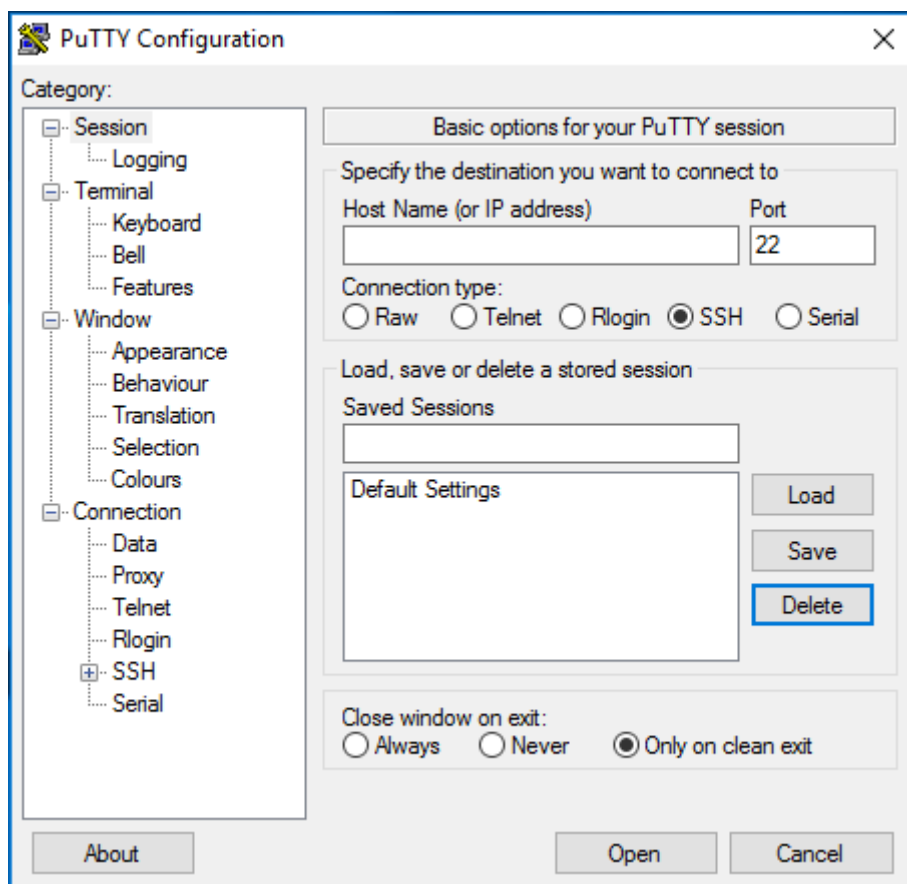 PuTTY Configuration
Category:
Session
Logging
Terminal
Keyboard
Bell
Features
Window
Appearance
Behaviour
Translation
Selection
Colours
Connection
Data
Proxy
Telnet
Rlogin
SSH
Serial
Basic options for your PuTTY session
Specify the destination you want to connect to
Host Name (or IP address) Port
22
Connection type:
Raw Telnet Rlogin SSH Serial
Load, save or delete a stored session
Saved Sessions
Default Settings
Load
Save
Delete
Close window on exit:
Always Never Only on clean exit
About Open Cancel